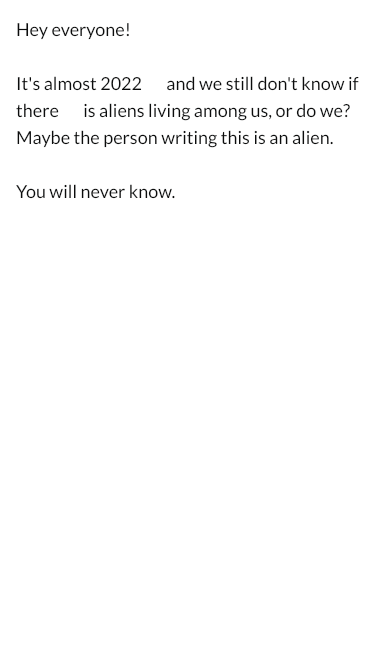 Hey everyone!
It's almost 2022 and we still don't know if
there is aliens living among us, or do we?
Maybe the person writing this is an alien.
You will never know.